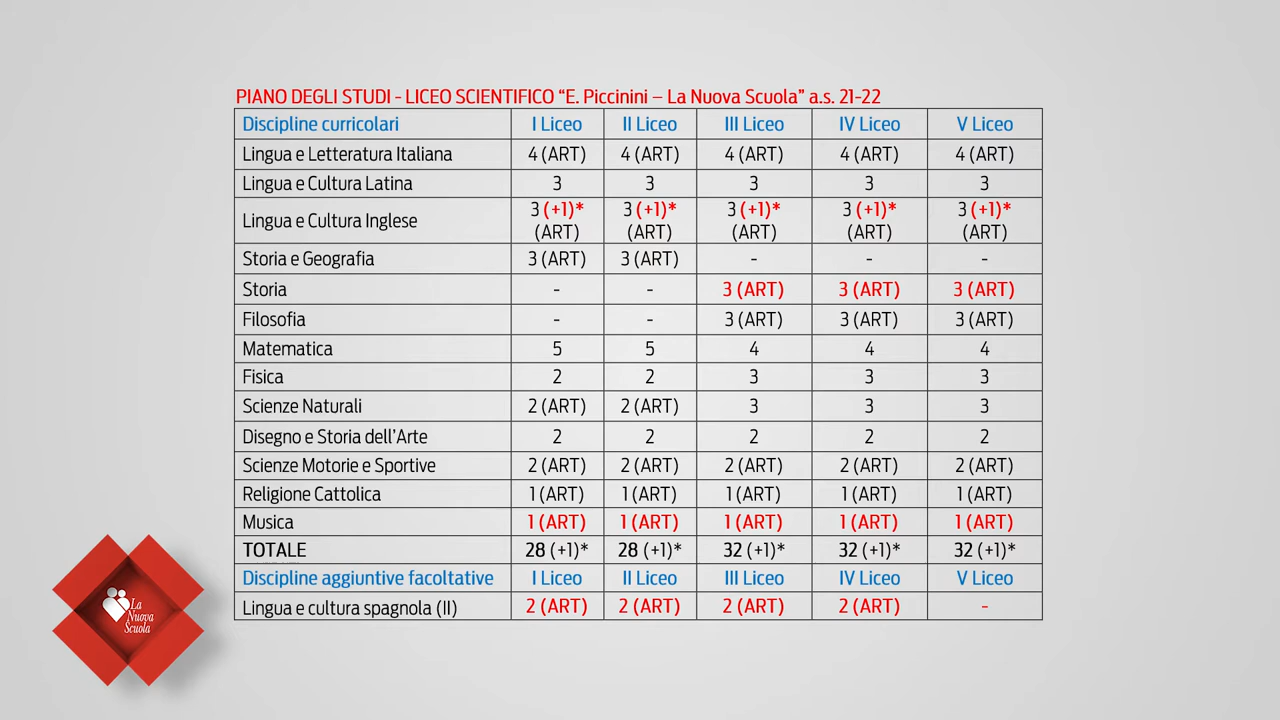 PIANO DEGLI STUDI - LICEO SCIENTIFICO “E. Piccinini – La Nuova Scuola” a.s. 21-22
Discipline curricolari I Liceo II Liceo III Liceo IV Liceo V Liceo
Lingua e Letteratura Italiana 4 (ART) 4 (ART) 4 (ART) 4 (ART) 4 (ART)
Lingua e Cultura Latina 3 3 3 3 3
Lingua e Cultura Inglese 3 (+1)* (ART) 3 (+1)* (ART) 3 (+1)* (ART) 3 (+1)* (ART) 3 (+1)* (ART)
Storia e Geografia 3 (ART) 3 (ART) - - -
Storia - - 3 (ART) 3 (ART) 3 (ART)
Filosofia - - 3 (ART) 3 (ART) 3 (ART)
Matematica 5 5 4 4 4
Fisica 2 2 3 3 3
Scienze Naturali 2 (ART) 2 (ART) 3 3 3
Disegno e Storia dell’Arte 2 2 2 2 2
Scienze Motorie e Sportive 2 (ART) 2 (ART) 2 (ART) 2 (ART) 2 (ART)
Religione Cattolica 1 (ART) 1 (ART) 1 (ART) 1 (ART) 1 (ART)
Musica 1 (ART) 1 (ART) 1 (ART) 1 (ART) 1 (ART)
TOTALE 28 (+1)* 28 (+1)* 32 (+1)* 32 (+1)* 32 (+1)*
Discipline aggiuntive facoltative I Liceo II Liceo III Liceo IV Liceo V Liceo
Lingua e cultura spagnola (II) 2 (ART) 2 (ART) 2 (ART) 2 (ART) -
La
Nuova
Scuola